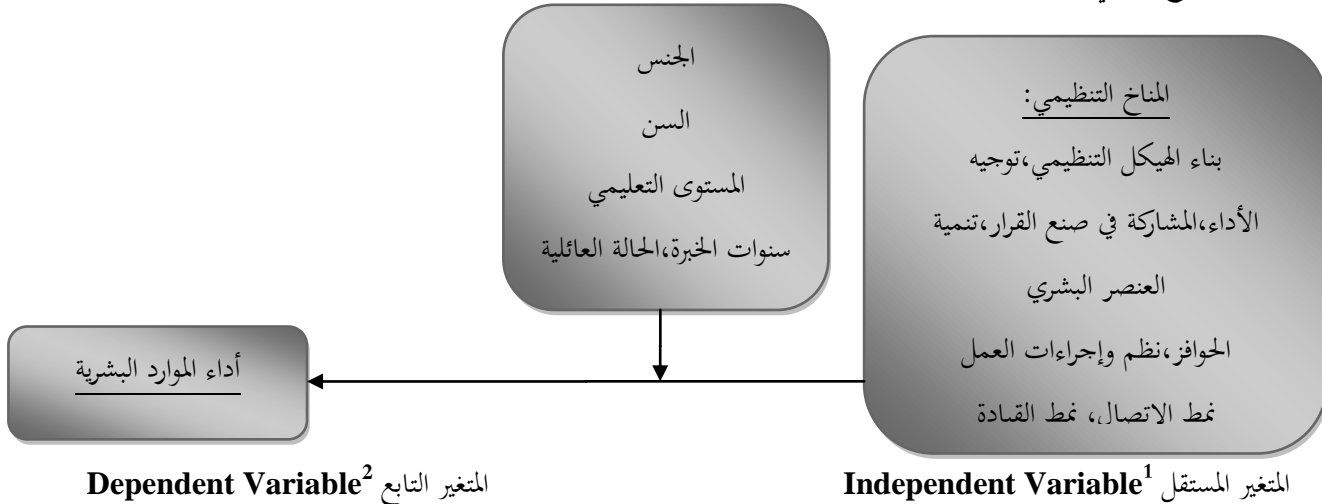 الجنس
السن
المستوى التعليمي
سنوات الخبرة،الحالة العائلية
المناخ التنظيمي:
بناء الهيكل التنظيمي،توجيه
الأداء،المشاركة في صنع القرار،تنمية
العنصر البشري
الحوافز،نظم وإجراءات العمل
نمط الاتصال، نمط القيادة
أداء الموارد البشرية
المتغير المستقل Independent Variable¹
المتغير التابع Dependent Variable²